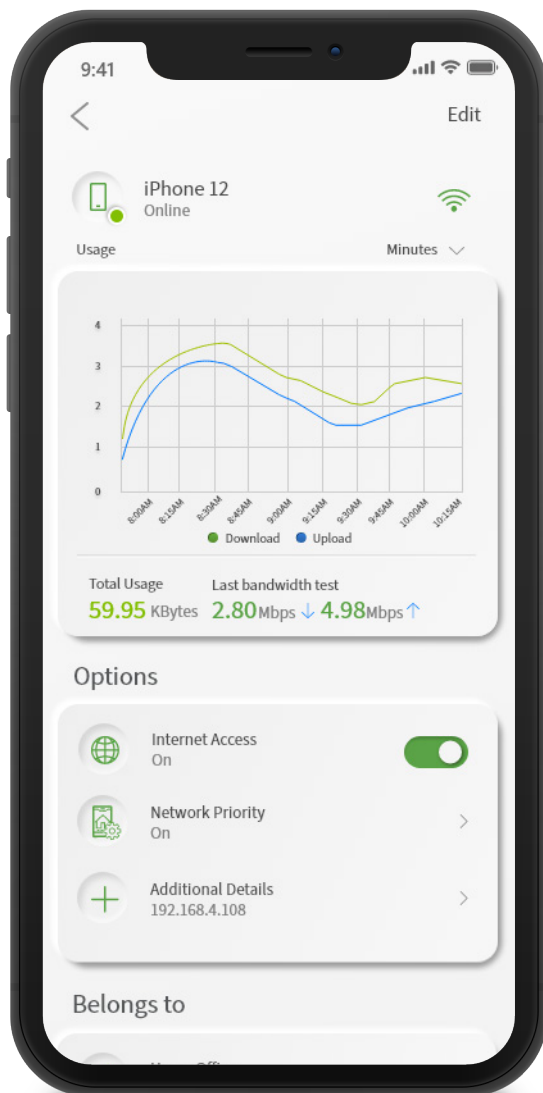 9:41
Edit
iPhone 12
Online
Usage
Minutes
4
3
2
1
0
8:00AM
8:15AM
8:30AM
8:45AM
9:00AM
9:15AM
9:30AM
9:45AM
10:00AM
10:15AM
Download Upload
Total Usage
Last bandwidth test
59.95 KBytes
2.80Mbps ↓ 4.98Mbps ↑
Options
Internet Access
On
Network Priority
On
Additional Details
192.168.4.108
Belongs to